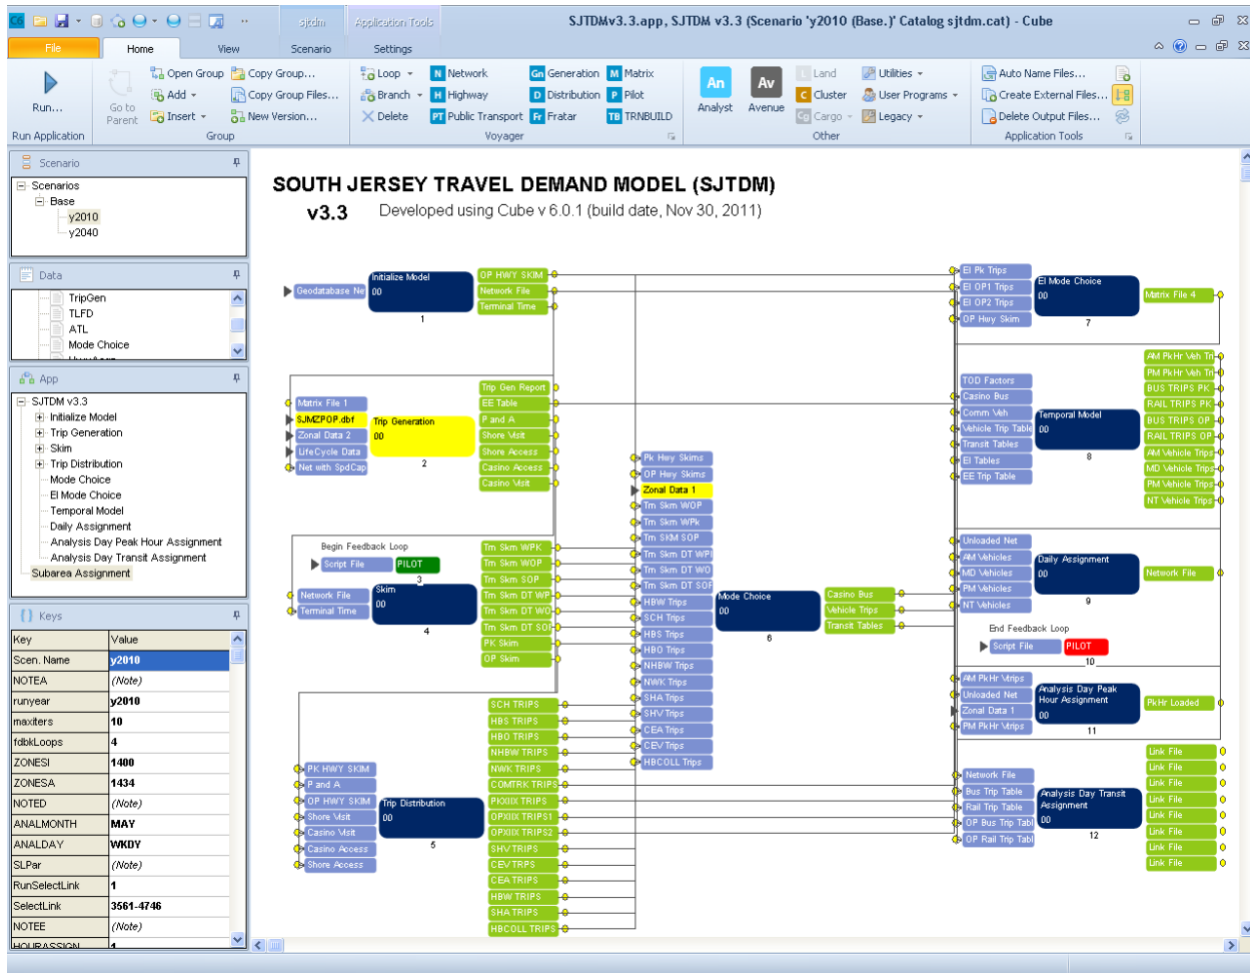 SJTDMv3.3.app, SJTDM v3.3 (Scenario 'y2010 (Base.)' Catalog sjtdm.cat) - Cube
sjtdm
Application Tools
File
Home
View
Scenario
Settings
Run...
Run Application
Go to Parent
Open Group
Add
Insert
Copy Group...
Copy Group Files...
New Version...
Group
Loop
Branch
Delete
N Network
H Highway
PT Public Transport
Gn Generation
D Distribution
Fr Fratar
M Matrix
P Pilot
TB TRNBUILD
Voyager
An
Analyst
Av
Avenue
L Land
C Cluster
Cg Cargo
Utilities
User Programs
Legacy
Other
Auto Name Files...
Create External Files...
Delete Output Files...
Application Tools
Scenario
Scenarios
Base
y2010
y2040
Data
TripGen
TLFD
ATL
Mode Choice
App
SJTDM v3.3
Initialize Model
Trip Generation
Skim
Trip Distribution
Mode Choice
EI Mode Choice
Temporal Model
Daily Assignment
Analysis Day Peak Hour Assignment
Analysis Day Transit Assignment
Subarea Assignment
Keys
Key Value
Scen. Name y2010
NOTEA (Note)
runyear y2010
maxiters 10
fdbkLoops 4
ZONESI 1400
ZONESA 1434
NOTED (Note)
ANALMONTH MAY
ANALDAY WKDY
SLPar (Note)
RunSelectLink 1
SelectLink 3561-4746
NOTEE (Note)
HOURASSIGN 1
SOUTH JERSEY TRAVEL DEMAND MODEL (SJTDM)
v3.3 Developed using Cube v 6.0.1 (build date, Nov 30, 2011)
Geodatabase Ne
Initialize Model
00
1
OP HWY SKIM
Network File
Terminal Time
Matrix File 1
SJMZPOP.dbf
Zonal Data 2
LifeCycle Data
Net with SpdCap
Trip Generation
00
2
Trip Gen Report
EE Table
P and A
Shore Visit
Shore Access
Casino Access
Casino Visit
Begin Feedback Loop
Script File
PILOT
3
Network File
Terminal Time
Skim
00
4
Trn Skm WPK
Trn Skm WOP
Trn Skm SOP
Trn Skm DT WP
Trn Skm DT WO
Trn Skm DT SO
PK Skim
OP Skim
PK HWY SKIM
P and A
OP HWY SKIM
Shore Visit
Casino Visit
Casino Access
Shore Access
Trip Distribution
00
5
SCH TRIPS
HBS TRIPS
HBO TRIPS
NHBW TRIPS
NWK TRIPS
COMTRK TRIPS
PKXIIX TRIPS
OPXIIX TRIPS1
OPXIIX TRIPS2
SHV TRIPS
CEV TRPS
CEA TRIPS
HBW TRIPS
SHA TRIPS
HBCOLL TRIPS
Pk Hwy Skims
OP Hwy Skims
Zonal Data 1
Trn Skm WOP
Trn Skm WPk
Trn SKM SOP
Trn Skm DT WPI
Trn Skm DT WO
Trn Skm DT SOF
HBW Trips
SCH Trips
HBS Trips
HBO Trips
NHBW Trips
NWK Trips
SHA Trips
SHV Trips
CEA Trips
CEV Trips
HBCOLL Trips
Mode Choice
00
6
Casino Bus
Vehicle Trips
Transit Tables
EI Pk Trips
EI OP1 Trips
EI OP2 Trips
OP Hwy Skim
EI Mode Choice
00
7
Matrix File 4
TOD Factors
Casino Bus
Comm Veh
Vehicle Trip Table
Transit Tables
EI Tables
EE Trip Table
Temporal Model
00
8
AM PkHr Veh Tri
PM PkHr Veh Tri
BUS TRIPS PK
RAIL TRIPS PK
BUS TRIPS OP
RAIL TRIPS OP
AM Vehicle Trips
MD Vehicle Trips
PM Vehicle Trips
NT Vehicle Trips
Unloaded Net
AM Vehicles
MD Vehicles
PM Vehicles
NT Vehicles
Daily Assignment
00
9
Network File
End Feedback Loop
Script File
PILOT
10
AM PkHr Vtrips
Unloaded Net
Zonal Data 1
PM PkHr Vtrips
Analysis Day Peak
Hour Assignment
00
11
PkHr Loaded
Network File
Bus Trip Table
Rail Trip Table
OP Bus Trip Tabl
OP Rail Trip Tabl
Analysis Day Transit
Assignment
00
12
Link File
Link File
Link File
Link File
Link File
Link File
Link File
Link File